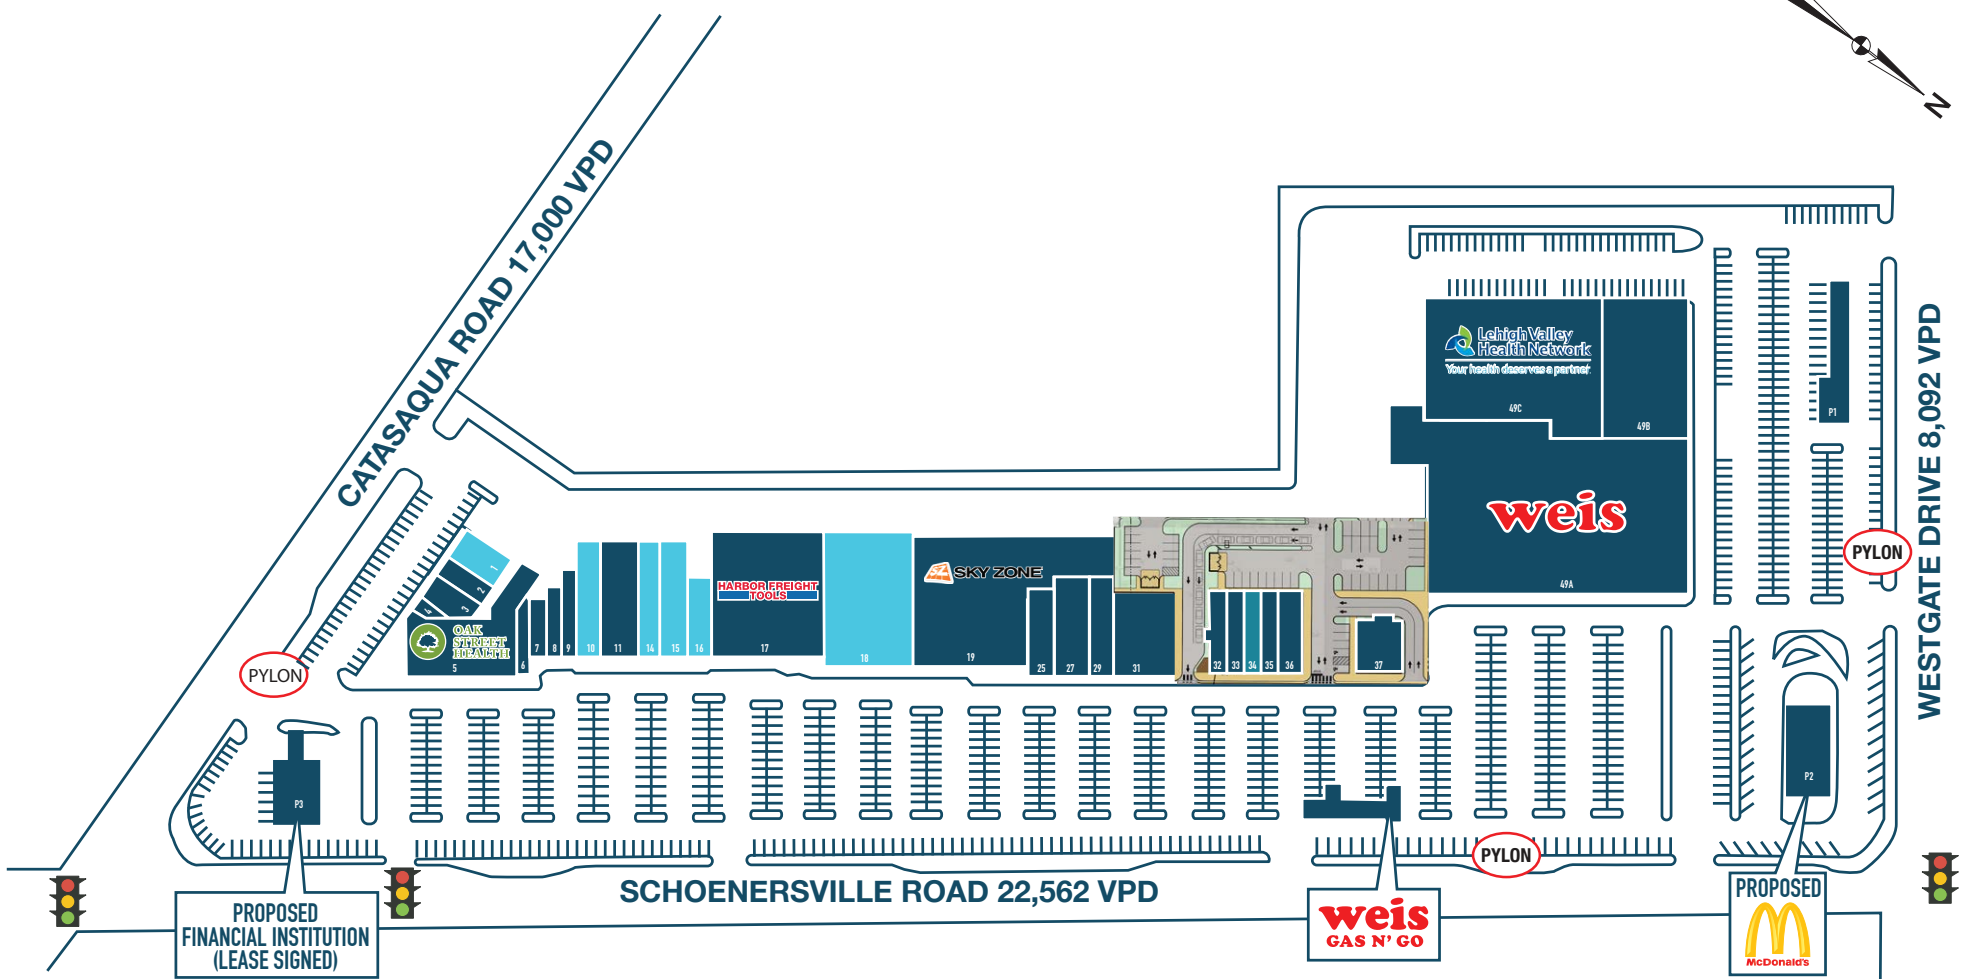 N
CATASAQUA ROAD 17,000 VPD
WESTGATE DRIVE 8,092 VPD
SCHOENERSVILLE ROAD 22,562 VPD
Lehigh Valley
Health Network
Your health deserves a partner.
49C
49B
P1
weis
49A
PYLON
1
2
3
4
OAK
STREET
HEALTH
5
6
7
8
9
10
11
14
15
16
HARBOR FREIGHT
TOOLS
17
18
SZ
SKY ZONE
19
25
27
29
31
32
33
34
35
36
37
PYLON
P3
P2
PYLON
PROPOSED
FINANCIAL INSTITUTION
(LEASE SIGNED)
weis
GAS N' GO
PROPOSED
McDonald's